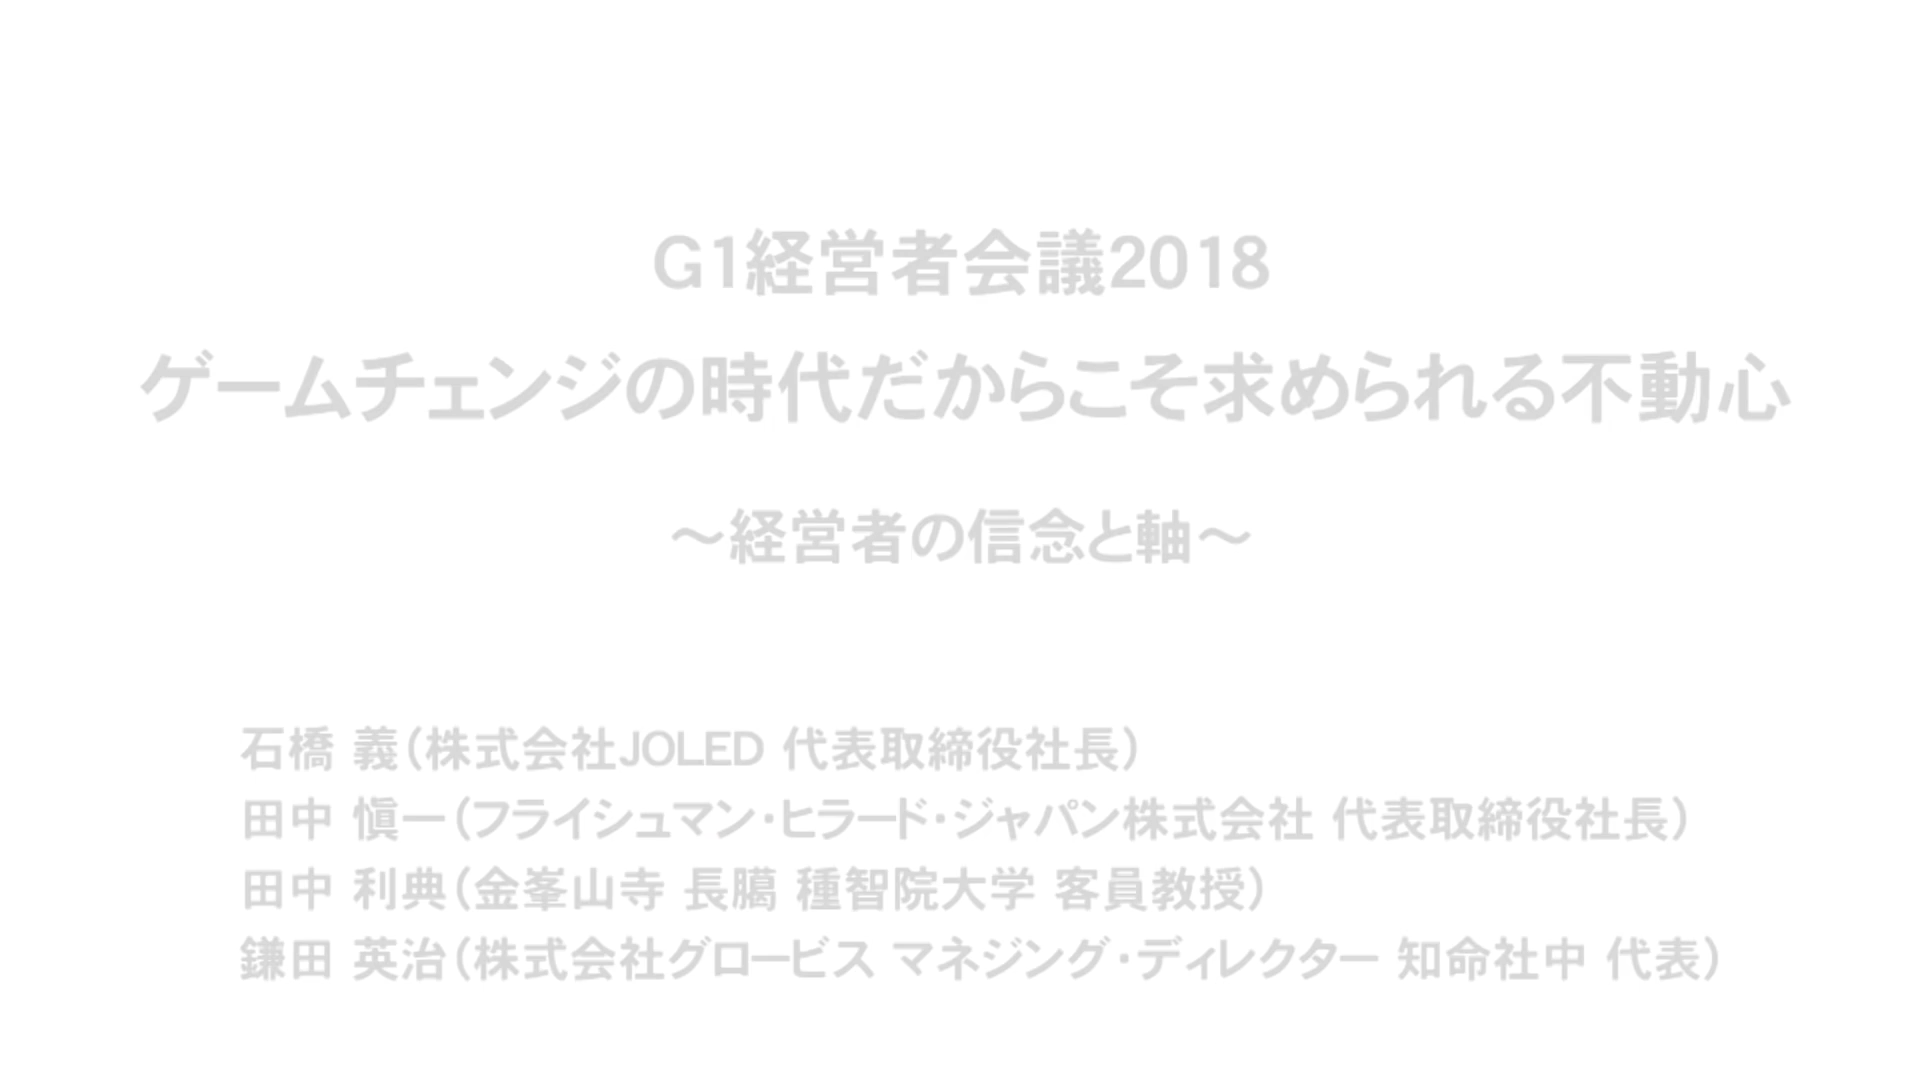 G1経営者会議2018
ゲームチェンジの時代だからこそ求められる不動心
～経営者の信念と軸～
石橋 義（株式会社JOLED 代表取締役社長）
田中 愼一（フライシュマン・ヒラード・ジャパン株式会社 代表取締役社長）
田中 利典（金峯山寺 長臈 種智院大学 客員教授）
鎌田 英治（株式会社グロービス マネジング・ディレクター 知命社中 代表）